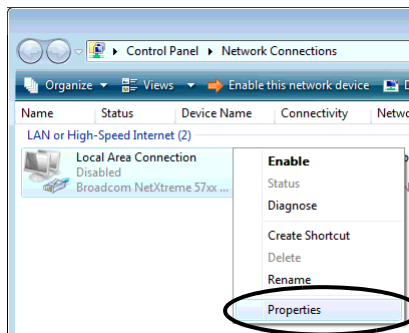 Control Panel Network Connections
Organize Views Enable this network device
Name Status Device Name Connectivity Netwo
LAN or High-Speed Internet (2)
Local Area Connection
Disabled
Broadcom NetXtreme 57xx ...
Enable
Status
Diagnose
Create Shortcut
Delete
Rename
Properties